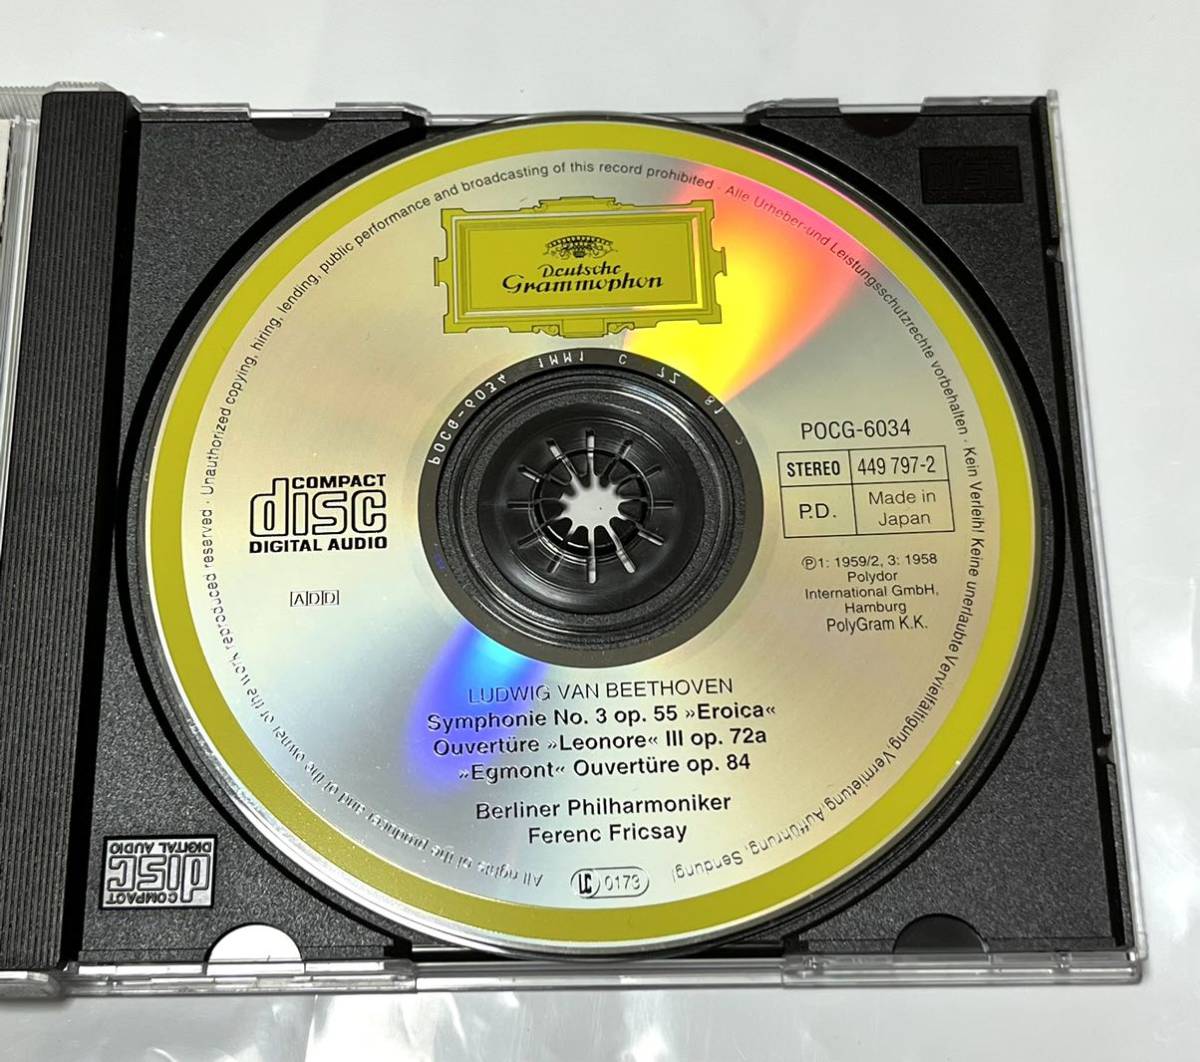 All rights of the producer and of the owner of the work reproduced reserved · Unauthorized copying, hiring, lending, public performance and broadcasting of this record prohibited · Alle Urheber-und Leistungsschutzrechte vorbehalten · Kein Verleih! Keine unerlaubte Vervielfältigung, Vermietung, Aufführung, Sendung!
Deutsche
Grammophon
POCG-6034 1MM1 C
POCG-6034
STEREO 449 797-2
P.D. Made in
Japan
COMPACT
disc
DIGITAL AUDIO
ADD
℗1: 1959/2, 3: 1958
Polydor
International GmbH,
Hamburg
PolyGram K.K.
LUDWIG VAN BEETHOVEN
Symphonie No. 3 op. 55 »Eroica«
Ouvertüre »Leonore« III op. 72a
»Egmont« Ouvertüre op. 84
Berliner Philharmoniker
Ferenc Fricsay
LC 0173
COMPACT
disc
DIGITAL AUDIO